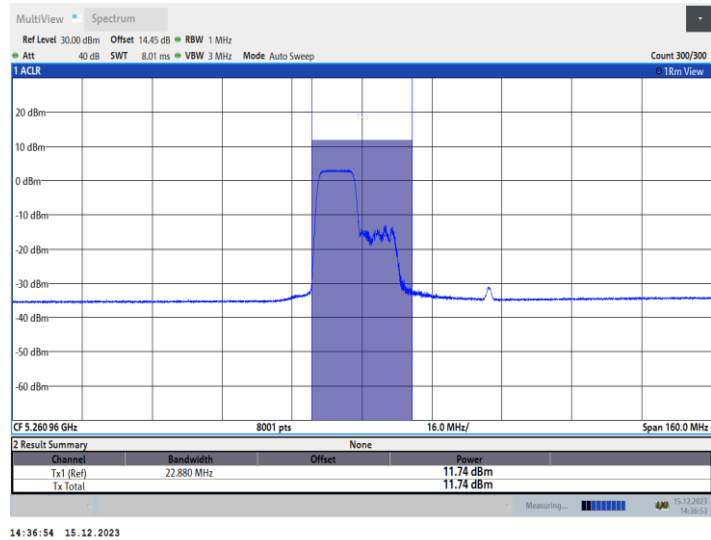 MultiView Spectrum
Ref Level 30.00 dBm Offset 14.45 dB RBW 1 MHz
Att 40 dB SWT 8.01 ms VBW 3 MHz Mode Auto Sweep Count 300/300
1 ACLR 1Rm View
20 dBm
10 dBm
0 dBm
-10 dBm
-20 dBm
-30 dBm
-40 dBm
-50 dBm
-60 dBm
CF 5.26096 GHz 8001 pts 16.0 MHz/ Span 160.0 MHz
2 Result Summary None
Channel Bandwidth Offset Power
Tx1 (Ref) 22.880 MHz 11.74 dBm
Tx Total 11.74 dBm
Measuring... 15.12.2023
14:36:53
14:36:54 15.12.2023